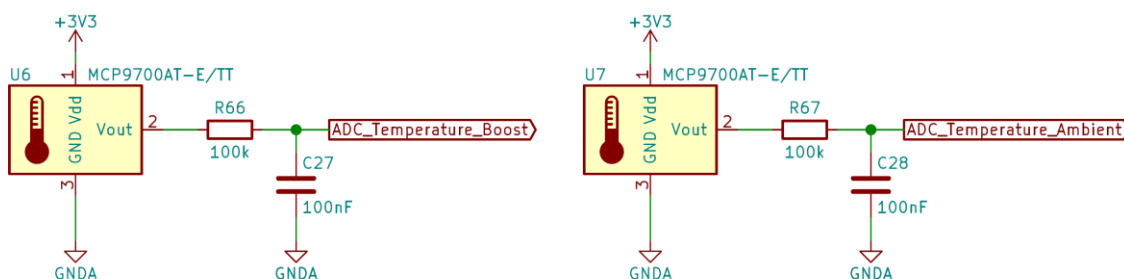 +3V3
U6
1
MCP9700AT-E/TT
GND Vdd
Vout
2
3
R66
100k
ADC_Temperature_Boost
C27
100nF
GNDA
GNDA
+3V3
U7
1
MCP9700AT-E/TT
GND Vdd
Vout
2
3
R67
100k
ADC_Temperature_Ambient
C28
100nF
GNDA
GNDA